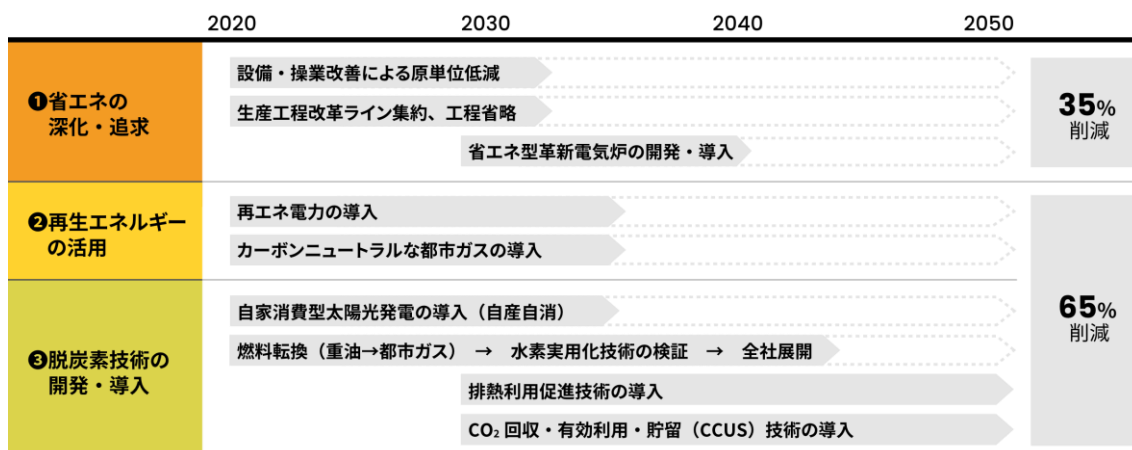 2020 2030 2040 2050
❶省エネの
深化・追求
設備・操業改善による原単位低減
生産工程改革ライン集約、工程省略
省エネ型革新電気炉の開発・導入
35%
削減
❷再生エネルギー
の活用
再エネ電力の導入
カーボンニュートラルな都市ガスの導入
❸脱炭素技術の
開発・導入
自家消費型太陽光発電の導入（自産自消）
燃料転換（重油→都市ガス） → 水素実用化技術の検証 → 全社展開
排熱利用促進技術の導入
CO₂ 回収・有効利用・貯留（CCUS）技術の導入
65%
削減